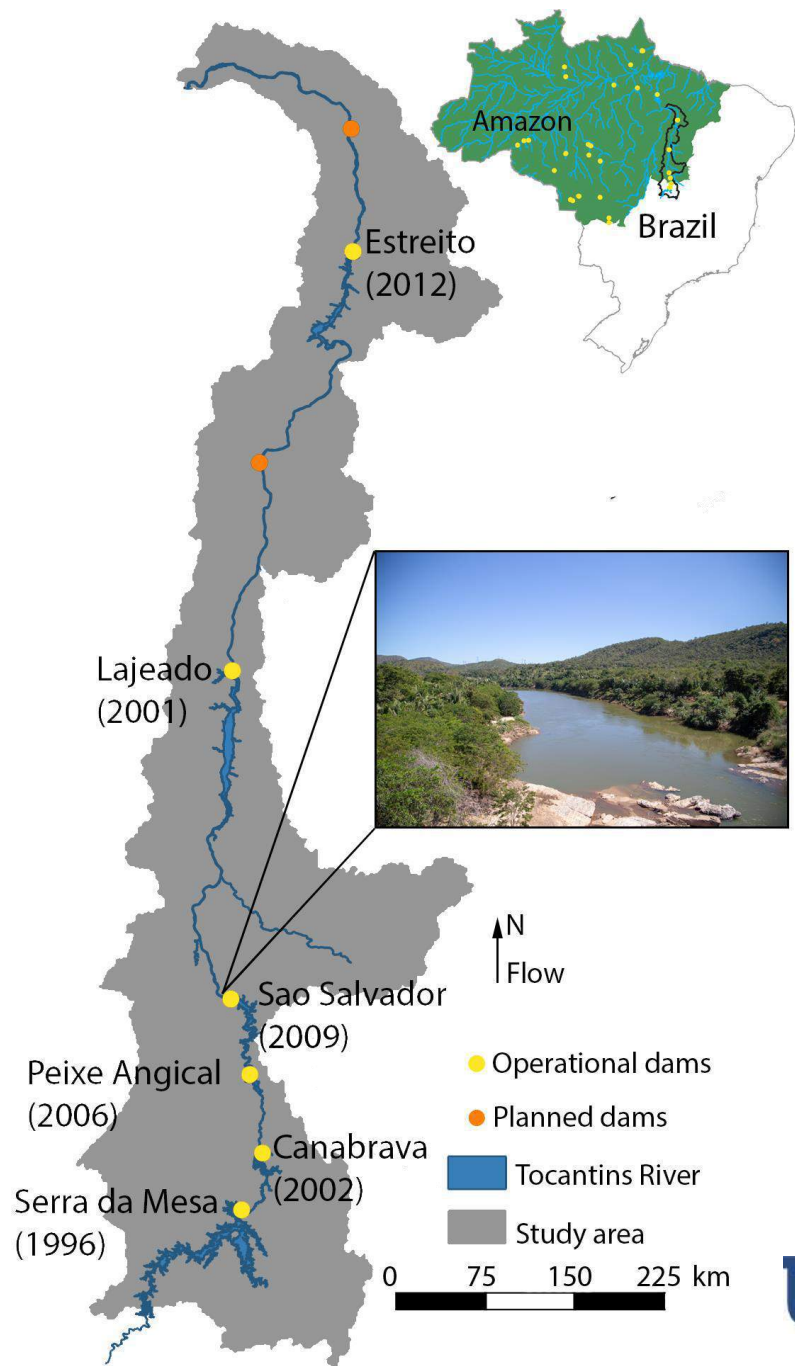 Amazon
Brazil
Estreito
(2012)
Lajeado
(2001)
N
Flow
Sao Salvador
(2009)
Peixe Angical
(2006)
Canabrava
(2002)
Serra da Mesa
(1996)
Operational dams
Planned dams
Tocantins River
Study area
0 75 150 225 km